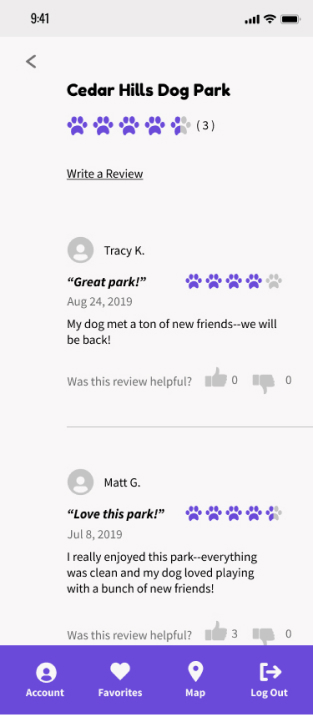 9:41
Cedar Hills Dog Park
( 3 )
Write a Review
Tracy K.
“Great park!”
Aug 24, 2019
My dog met a ton of new friends--we will
be back!
Was this review helpful? 0 0
Matt G.
“Love this park!”
Jul 8, 2019
I really enjoyed this park--everything
was clean and my dog loved playing
with a bunch of new friends!
Was this review helpful? 3 0
Account Favorites Map Log Out